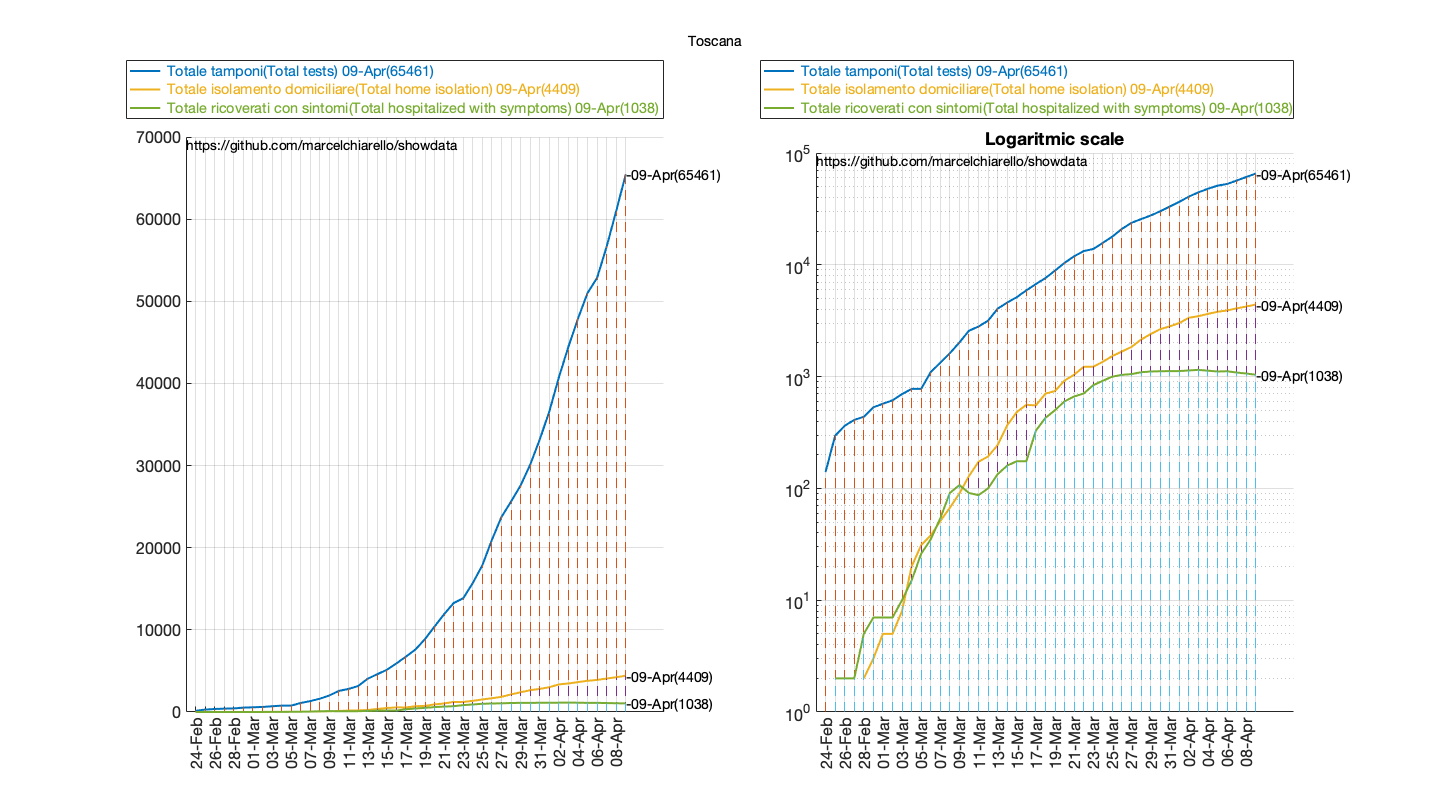 Toscana
Totale tamponi(Total tests) 09-Apr(65461)
Totale isolamento domiciliare(Total home isolation) 09-Apr(4409)
Totale ricoverati con sintomi(Total hospitalized with symptoms) 09-Apr(1038)
https://github.com/marcelchiarello/showdata
70000
60000
50000
40000
30000
20000
10000
0
-09-Apr(65461)
-09-Apr(4409)
-09-Apr(1038)
24-Feb
26-Feb
28-Feb
01-Mar
03-Mar
05-Mar
07-Mar
09-Mar
11-Mar
13-Mar
15-Mar
17-Mar
19-Mar
21-Mar
23-Mar
25-Mar
27-Mar
29-Mar
31-Mar
02-Apr
04-Apr
06-Apr
08-Apr
Totale tamponi(Total tests) 09-Apr(65461)
Totale isolamento domiciliare(Total home isolation) 09-Apr(4409)
Totale ricoverati con sintomi(Total hospitalized with symptoms) 09-Apr(1038)
Logaritmic scale
https://github.com/marcelchiarello/showdata
10^5
10^4
10^3
10^2
10^1
10^0
-09-Apr(65461)
-09-Apr(4409)
-09-Apr(1038)
24-Feb
26-Feb
28-Feb
01-Mar
03-Mar
05-Mar
07-Mar
09-Mar
11-Mar
13-Mar
15-Mar
17-Mar
19-Mar
21-Mar
23-Mar
25-Mar
27-Mar
29-Mar
31-Mar
02-Apr
04-Apr
06-Apr
08-Apr